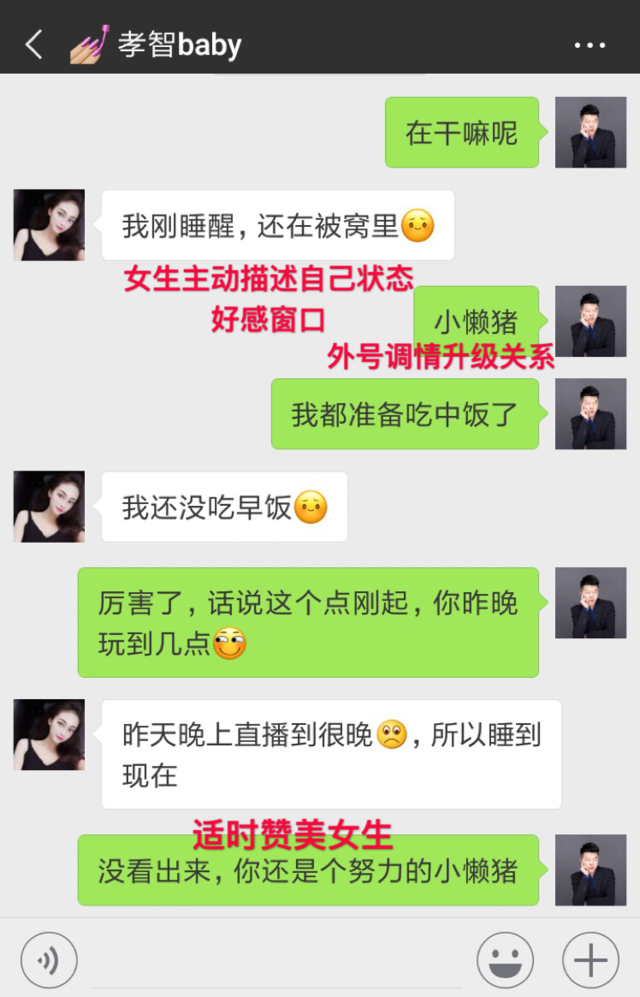 孝智baby
在干嘛呢
我刚睡醒，还在被窝里
女生主动描述自己状态
好感窗口
小懒猪
外号调情升级关系
我都准备吃中饭了
我还没吃早饭
厉害了，话说这个点刚起，你昨晚
玩到几点
昨天晚上直播到很晚，所以睡到
现在
适时赞美女生
没看出来，你还是个努力的小懒猪